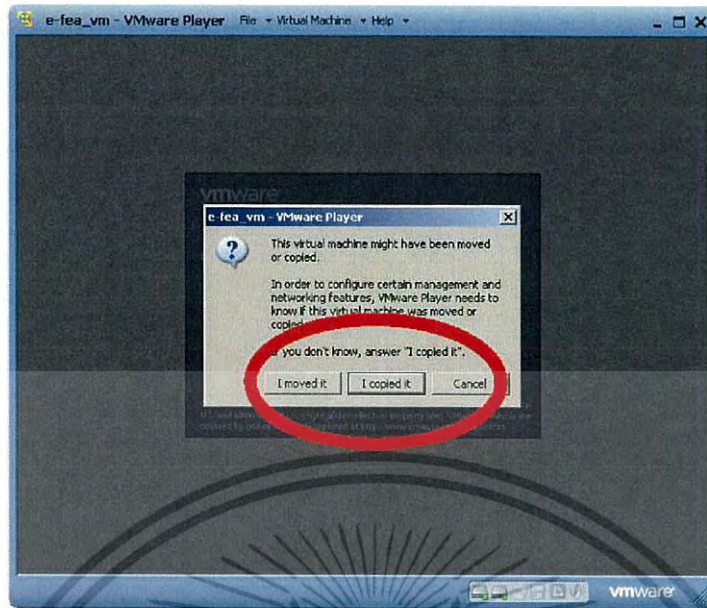 e-fea_vm - VMware Player File Virtual Machine Help
vmware
e-fea_vm - VMware Player
This virtual machine might have been moved
or copied.
In order to configure certain management and
networking features, VMware Player needs to
know if this virtual machine was moved or
you don't know, answer "I copied it".
I moved it I copied it Cancel
vmware